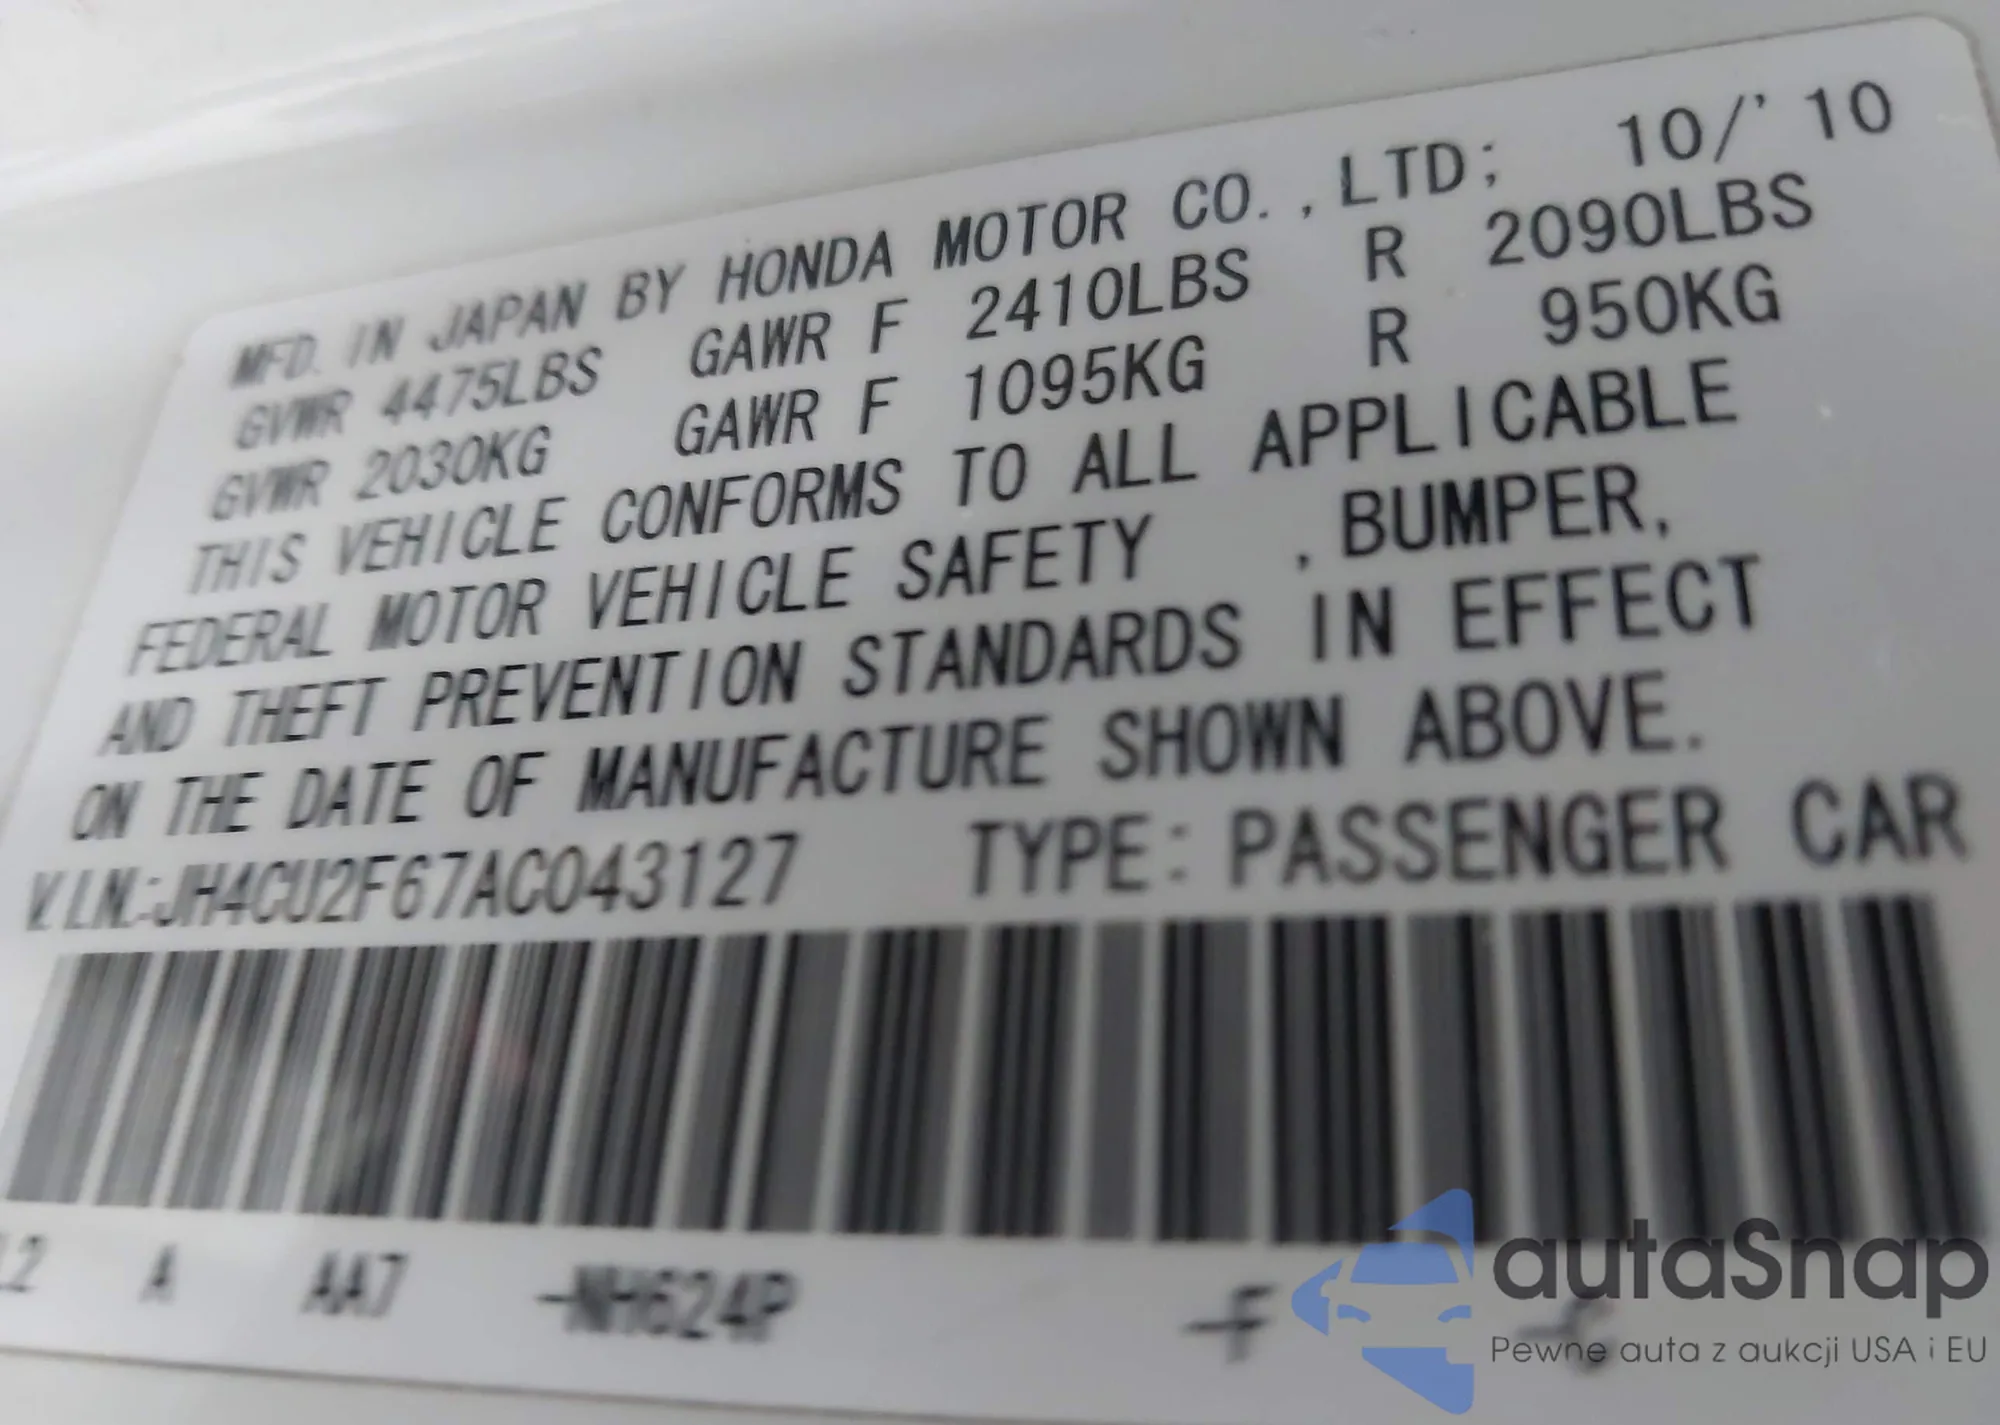 MFD. IN JAPAN BY HONDA MOTOR CO.,LTD; 10/'10
GVWR 4475LBS GAWR F 2410LBS R 2090LBS
GVWR 2030KG GAWR F 1095KG R 950KG
THIS VEHICLE CONFORMS TO ALL APPLICABLE
FEDERAL MOTOR VEHICLE SAFETY , BUMPER,
AND THEFT PREVENTION STANDARDS IN EFFECT
ON THE DATE OF MANUFACTURE SHOWN ABOVE.
V.I.N.:JH4CU2F67AC043127 TYPE: PASSENGER CAR
A AA7 -NH624P -F
autaSnap
Pewne auta z aukcji USA i EU